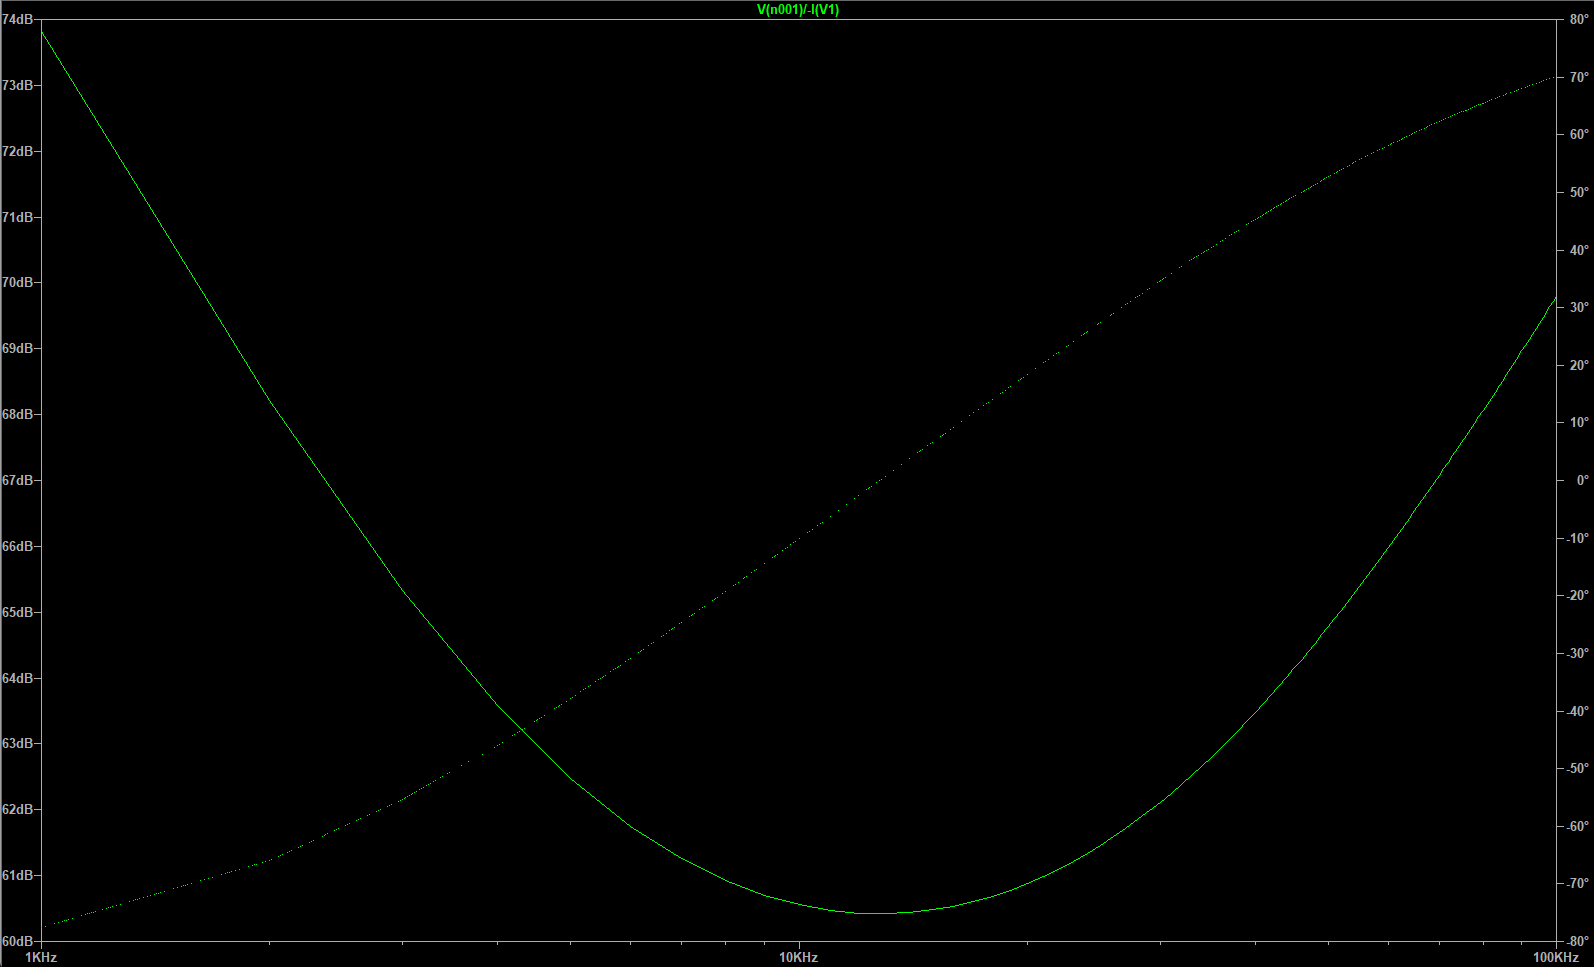 V(n001)/-I(V1)
74dB 80°
73dB 70°
72dB 60°
71dB 50°
70dB 40°
69dB 30°
68dB 20°
67dB 10°
66dB 0°
65dB -10°
64dB -20°
63dB -30°
62dB -40°
61dB -50°
60dB -60°
-70°
-80°
1KHz 10KHz 100KHz